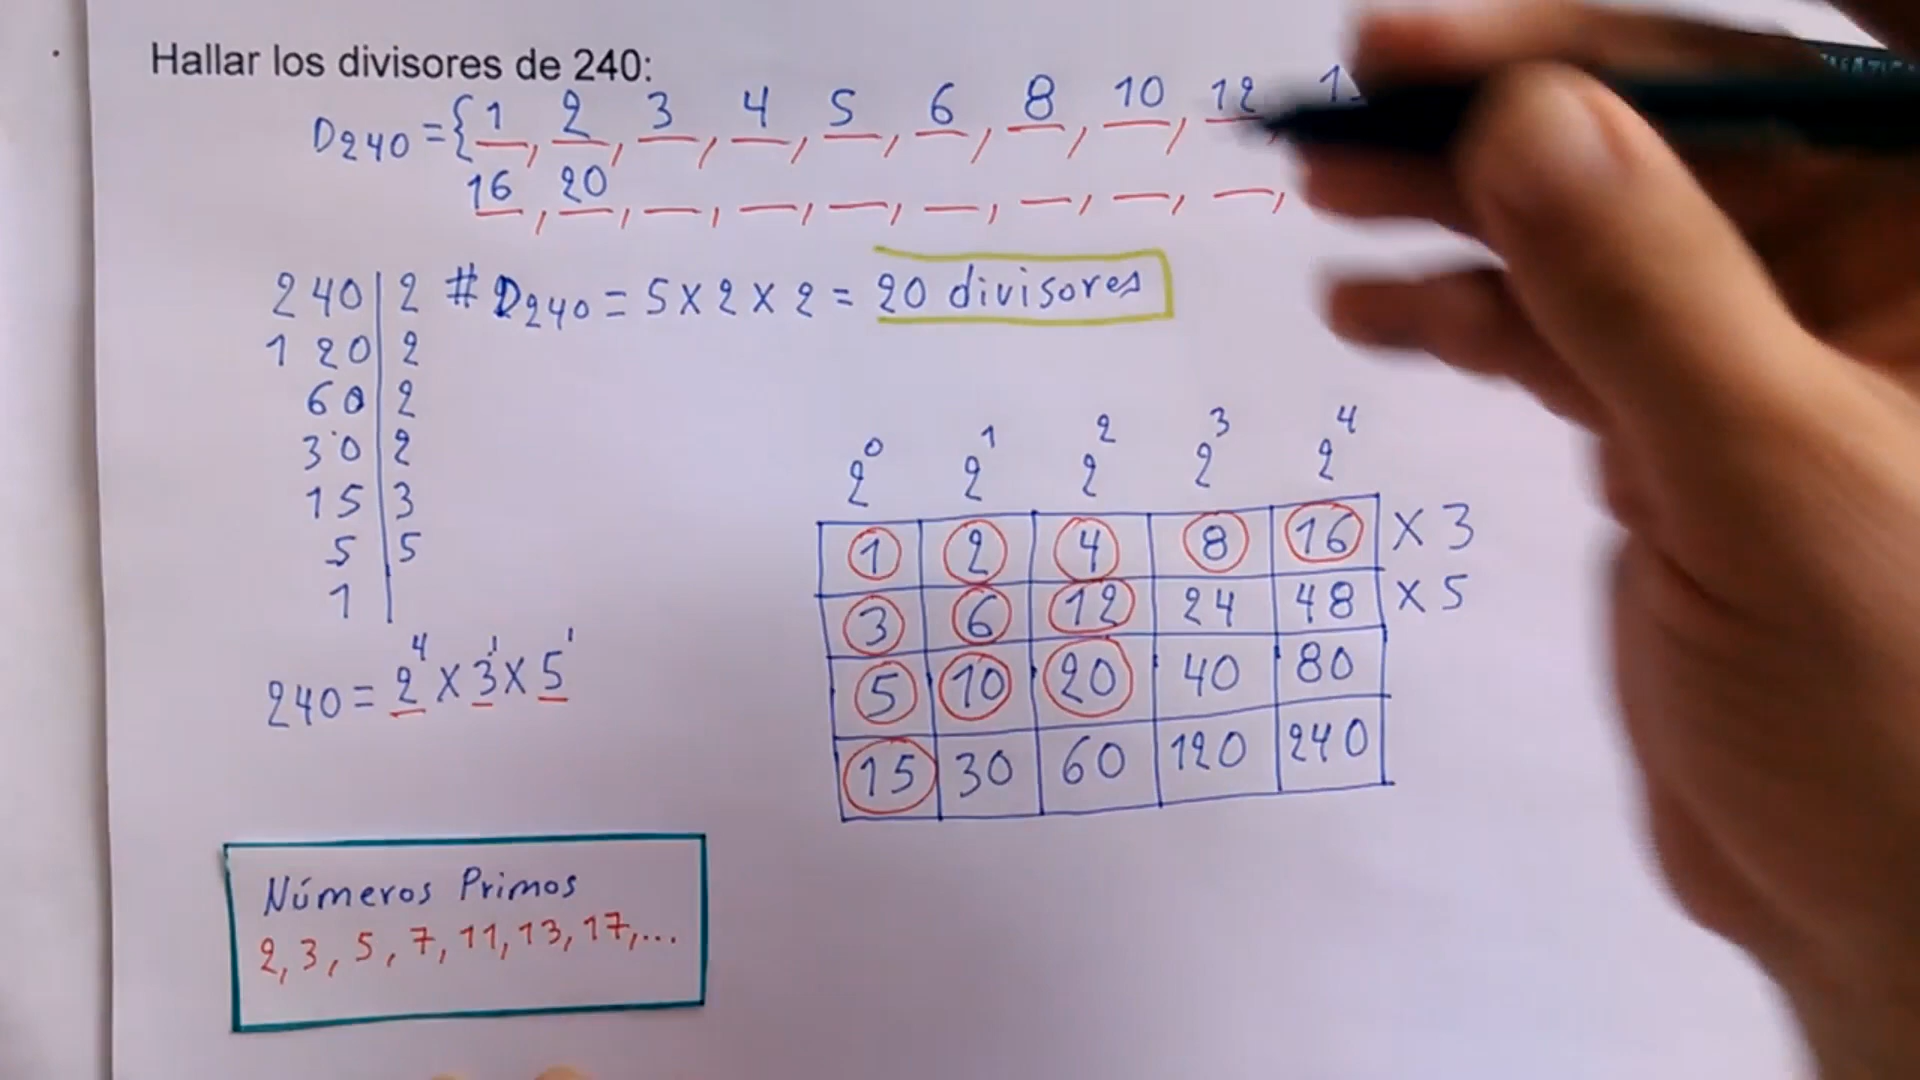 Hallar los divisores de 240:
D240 = { 1, 2, 3, 4, 5, 6, 8, 10, 12,
16, 20
# D240 = 5 x 2 x 2 = 20 divisores
240 | 2
120 | 2
60 | 2
30 | 2
15 | 3
5 | 5
1
240 = 2⁴ x 3¹ x 5¹
2⁰ 2¹ 2² 2³ 2⁴
1 2 4 8 16 x 3
3 6 12 24 48 x 5
5 10 20 40 80
15 30 60 120 240
Números Primos
2, 3, 5, 7, 11, 13, 17, ...